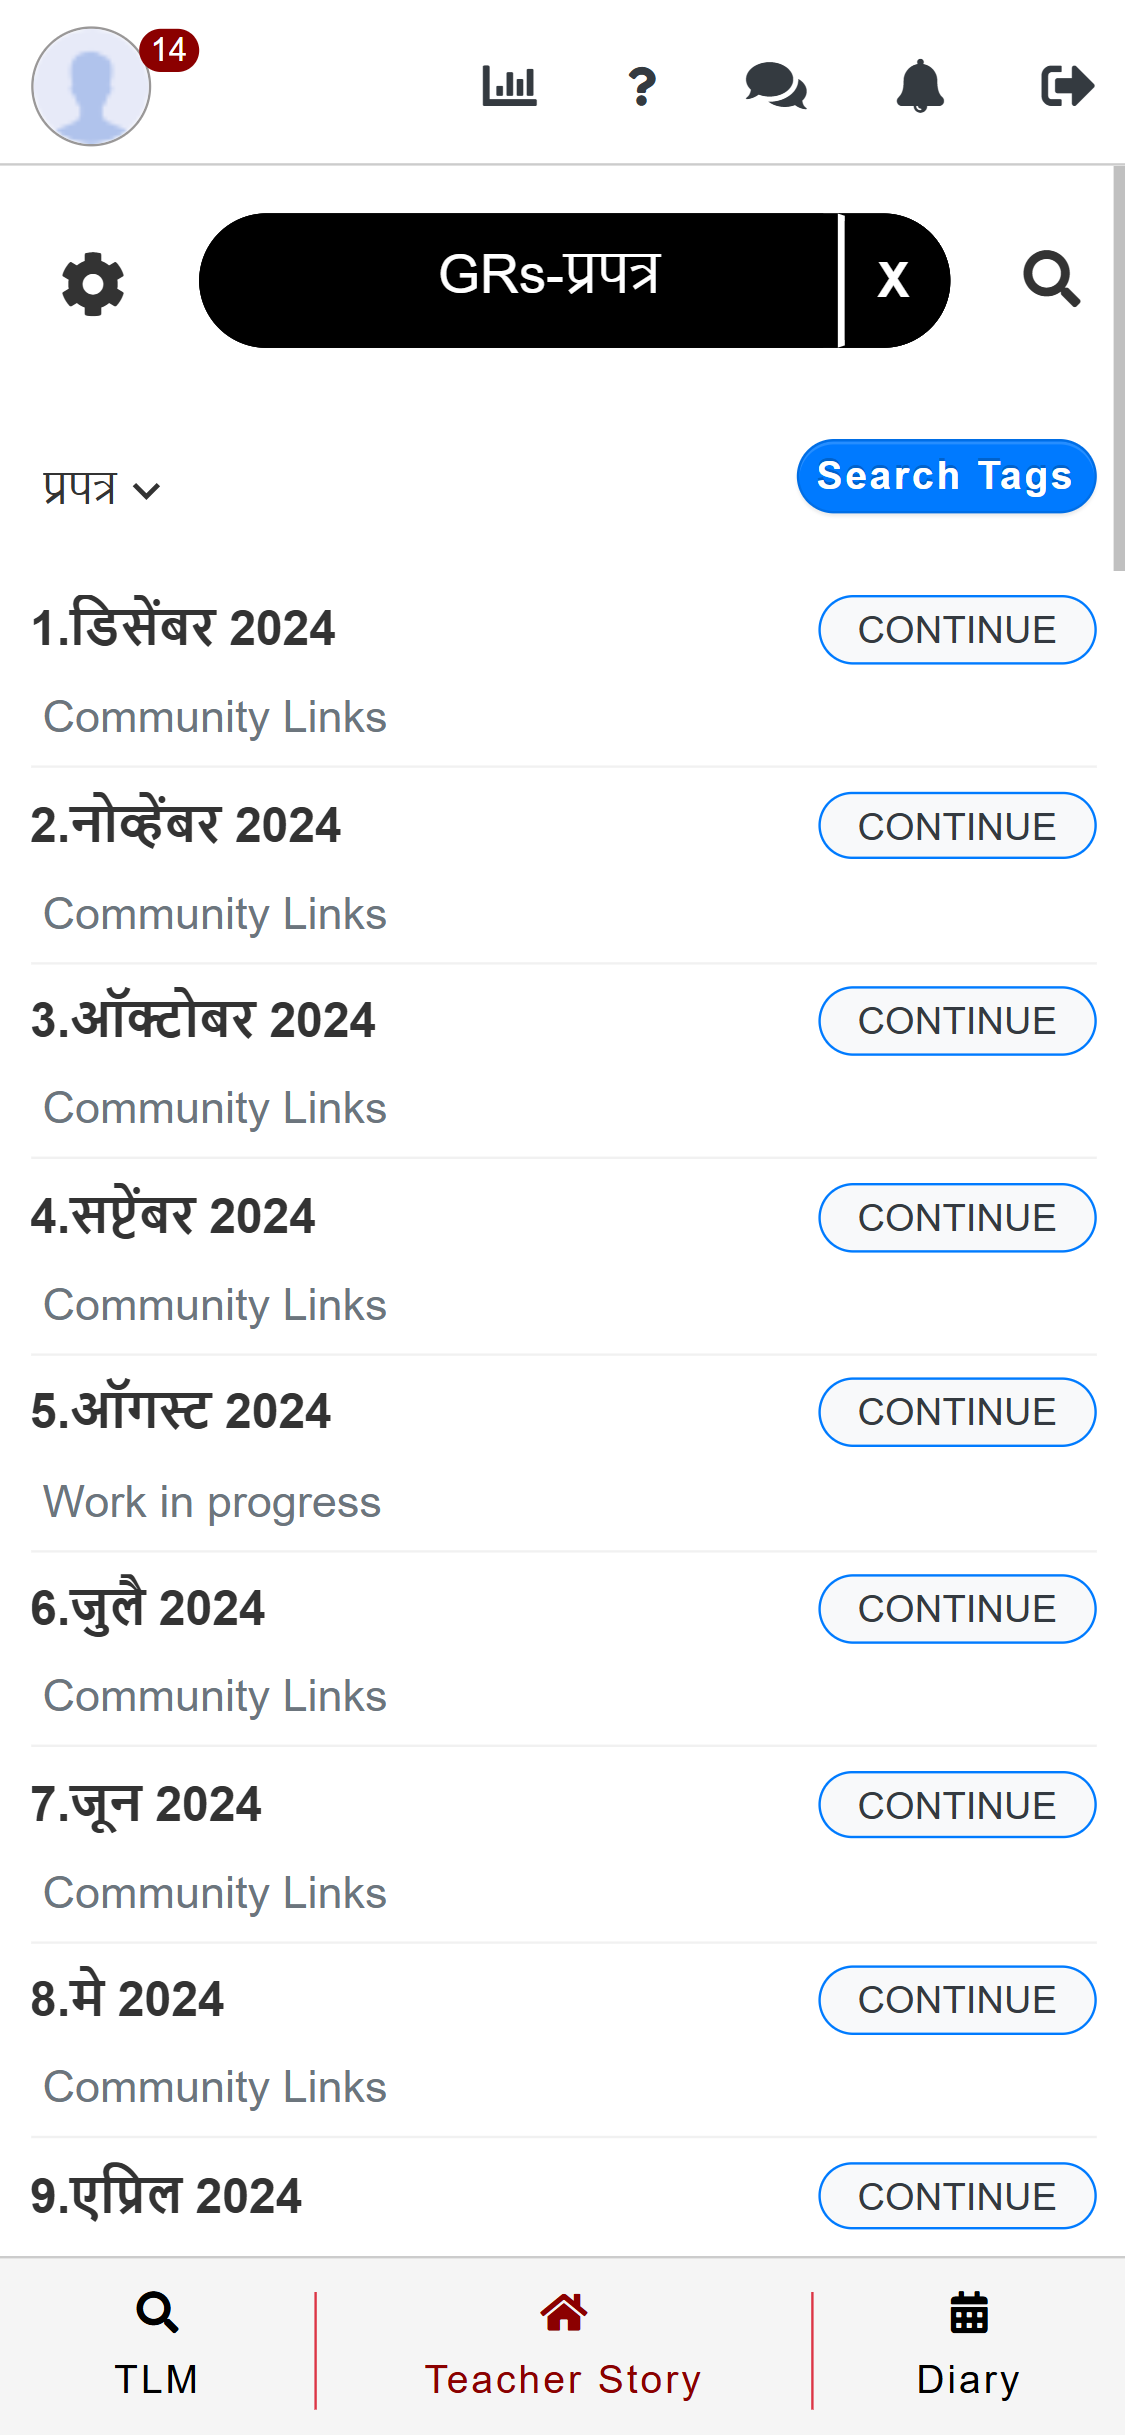 14
GRs-प्रपत्र X
प्रपत्र
Search Tags
1.डिसेंबर 2024 CONTINUE
Community Links
2.नोव्हेंबर 2024 CONTINUE
Community Links
3.ऑक्टोबर 2024 CONTINUE
Community Links
4.सप्टेंबर 2024 CONTINUE
Community Links
5.ऑगस्ट 2024 CONTINUE
Work in progress
6.जुलै 2024 CONTINUE
Community Links
7.जून 2024 CONTINUE
Community Links
8.मे 2024 CONTINUE
Community Links
9.एप्रिल 2024 CONTINUE
TLM Teacher Story Diary